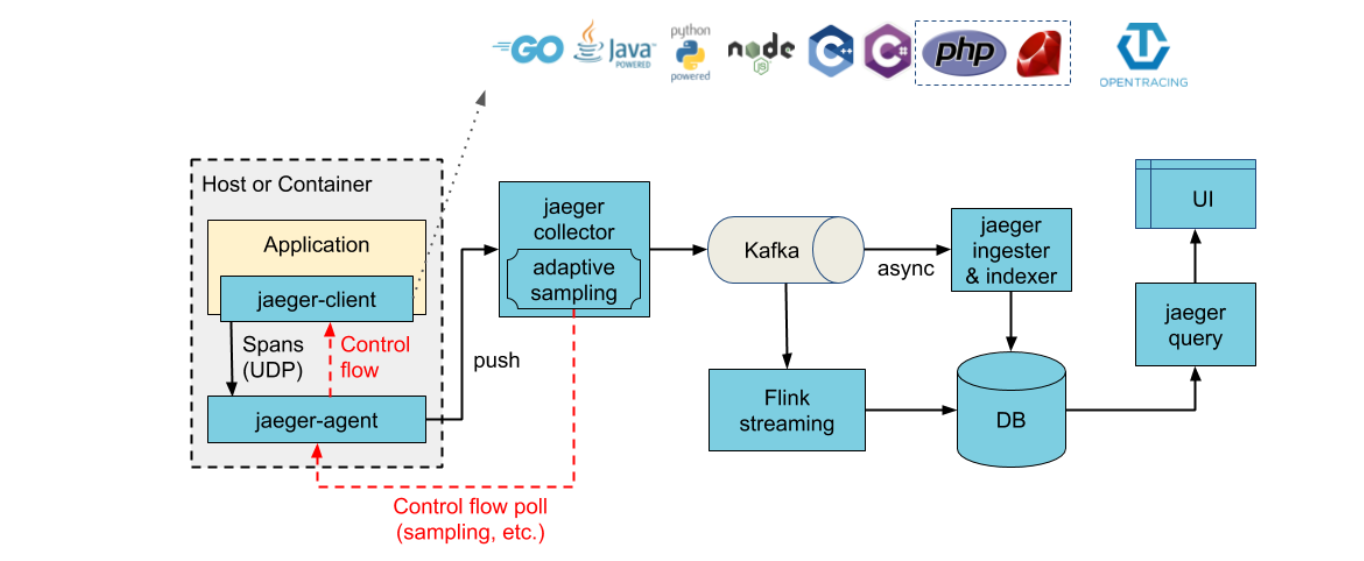 GO
Java
POWERED
python
powered
node
JS
C++
C#
php
OPENTRACING
Host or Container
Application
jaeger-client
Spans
(UDP)
Control
flow
jaeger-agent
push
jaeger
collector
adaptive
sampling
Control flow poll
(sampling, etc.)
Kafka
async
Flink
streaming
jaeger
ingester
& indexer
DB
UI
jaeger
query